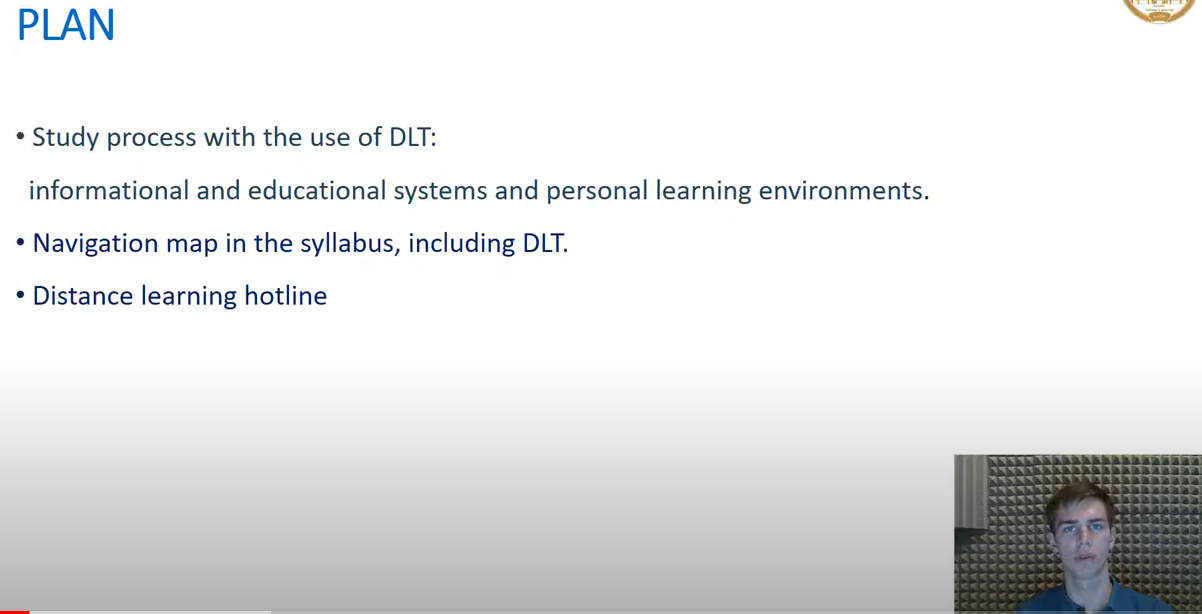 PLAN
• Study process with the use of DLT:
informational and educational systems and personal learning environments.
• Navigation map in the syllabus, including DLT.
• Distance learning hotline